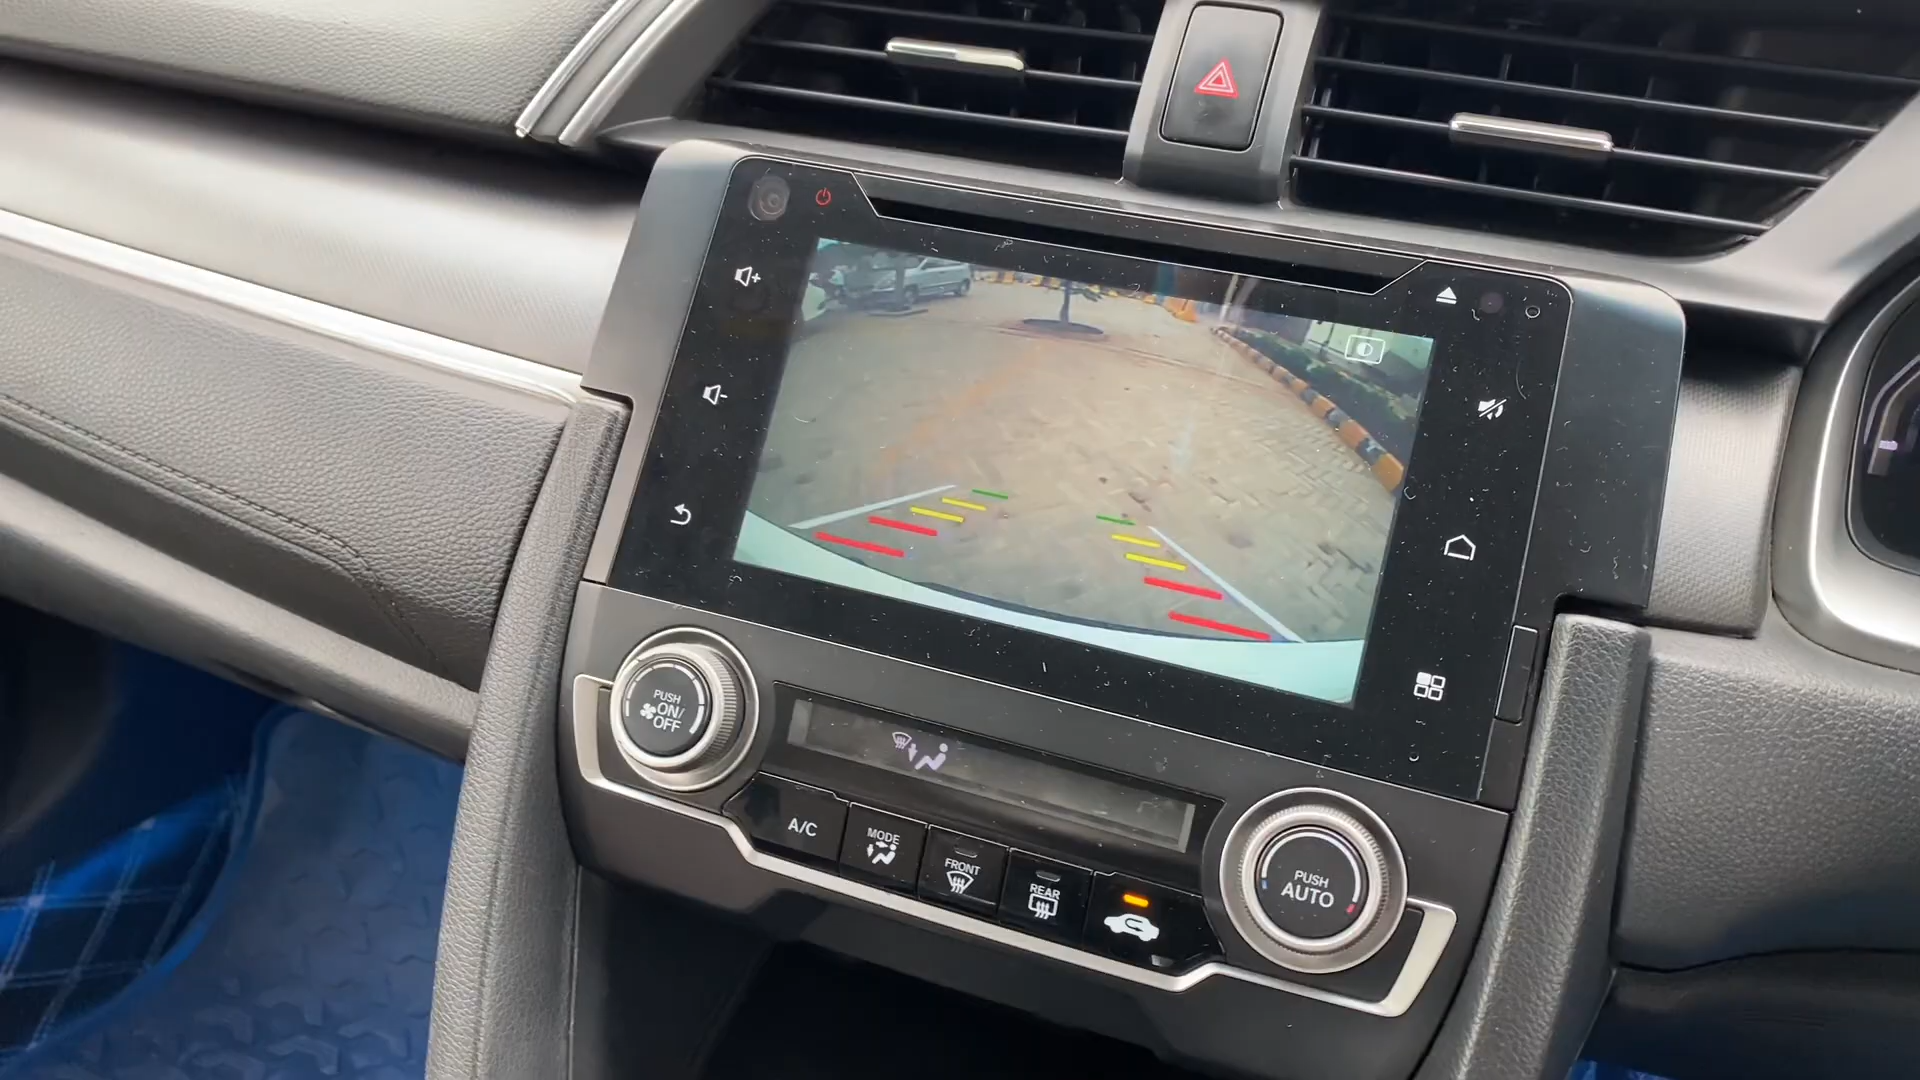 PUSH
ON/
OFF
A/C
MODE
FRONT
REAR
PUSH
AUTO